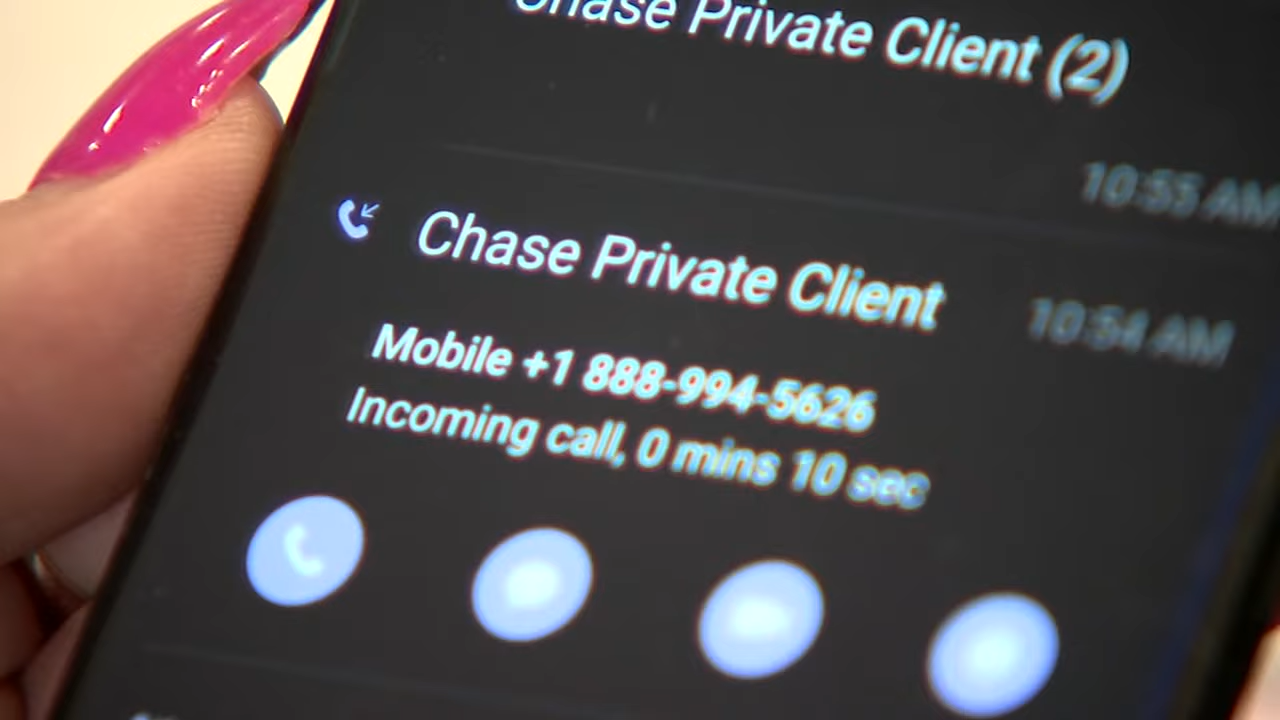 Chase Private Client (2)
10:55 AM
Chase Private Client
10:54 AM
Mobile +1 888-994-5626
Incoming call, 0 mins 10 sec